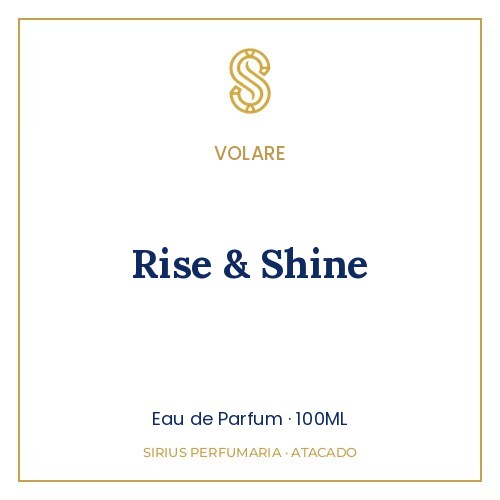 VOLARE
Rise & Shine
Eau de Parfum · 100ML
SIRIUS PERFUMARIA · ATACADO